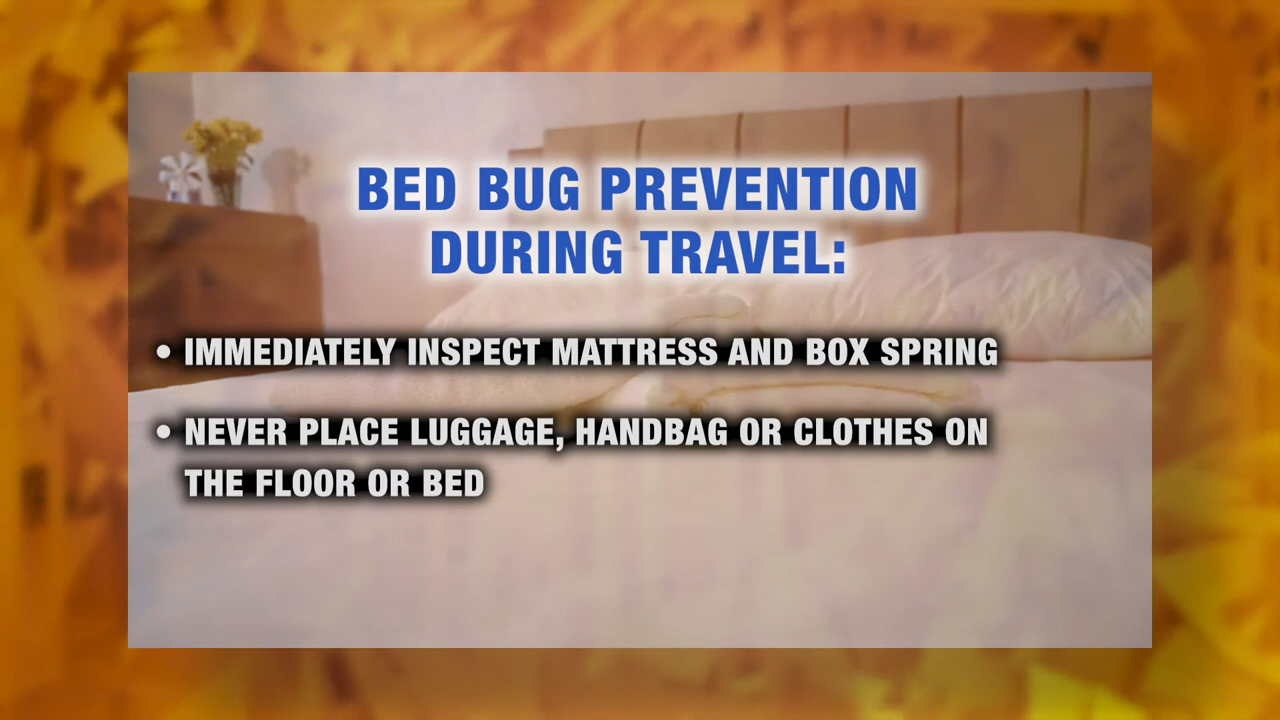 BED BUG PREVENTION
DURING TRAVEL:
• IMMEDIATELY INSPECT MATTRESS AND BOX SPRING
• NEVER PLACE LUGGAGE, HANDBAG OR CLOTHES ON
THE FLOOR OR BED